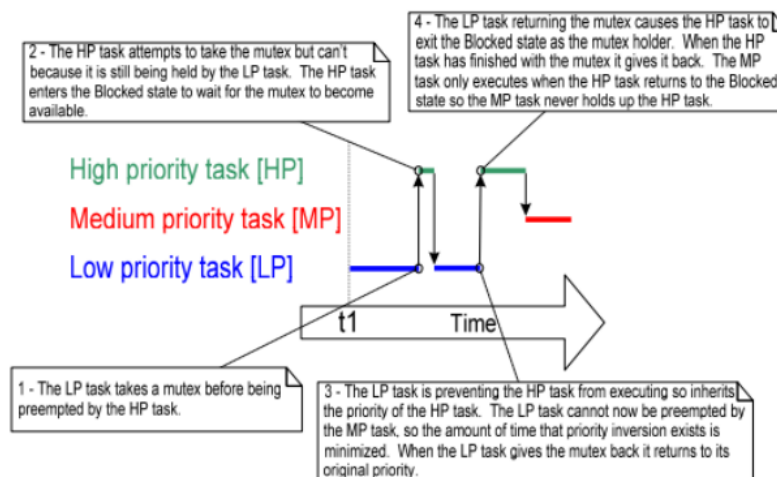 2 - The HP task attempts to take the mutex but can't
because it is still being held by the LP task.  The HP task
enters the Blocked state to wait for the mutex to become
available.
4 - The LP task returning the mutex causes the HP task to
exit the Blocked state as the mutex holder.  When the HP
task has finished with the mutex it gives it back.  The MP
task only executes when the HP task returns to the Blocked
state so the MP task never holds up the HP task.
High priority task [HP]
Medium priority task [MP]
Low priority task [LP]
t1
Time
1 - The LP task takes a mutex before being
preempted by the HP task.
3 - The LP task is preventing the HP task from executing so inherits
the priority of the HP task.  The LP task cannot now be preempted by
the MP task, so the amount of time that priority inversion exists is
minimized.  When the LP task gives the mutex back it returns to its
original priority.